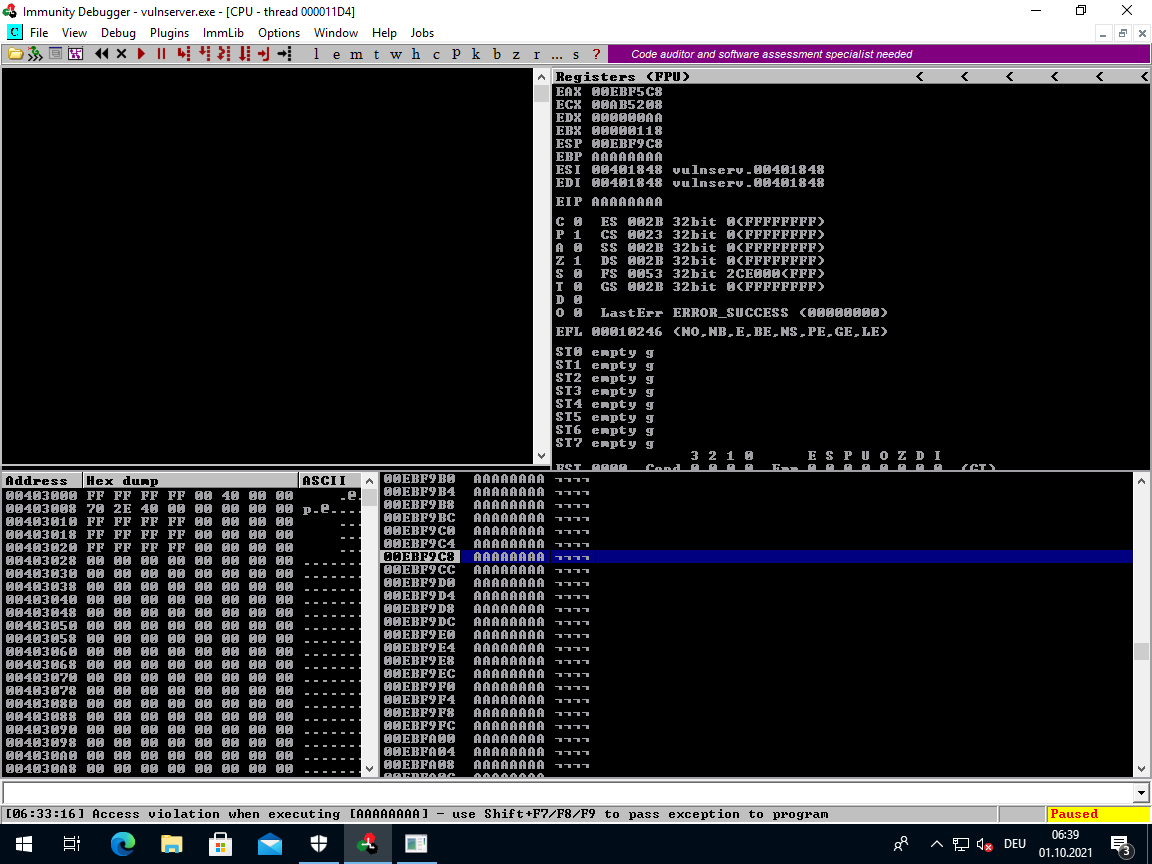 Immunity Debugger - vulnserver.exe - [CPU - thread 000011D4]
C File View Debug Plugins ImmLib Options Window Help Jobs
l e m t w h c P k b z r ... s ? Code auditor and software assessment specialist needed
Registers (FPU) < < < < < <
EAX 00EBF5C8
ECX 00AB5208
EDX 000000AA
EBX 00000118
ESP 00EBF9C8
EBP AAAAAAAA
ESI 00401848 vulnserv.00401848
EDI 00401848 vulnserv.00401848
EIP AAAAAAAA
C 0 ES 002B 32bit 0(FFFFFFFF)
P 1 CS 0023 32bit 0(FFFFFFFF)
A 0 SS 002B 32bit 0(FFFFFFFF)
Z 1 DS 002B 32bit 0(FFFFFFFF)
S 0 FS 0053 32bit 2CE000(FFF)
T 0 GS 002B 32bit 0(FFFFFFFF)
D 0
O 0 LastErr ERROR_SUCCESS (00000000)
EFL 00010246 (NO,NB,E,BE,NS,PE,GE,LE)
ST0 empty g
ST1 empty g
ST2 empty g
ST3 empty g
ST4 empty g
ST5 empty g
ST6 empty g
ST7 empty g
3 2 1 0 E S P U O Z D I
FST 0000 Cond 0 0 0 0 Err 0 0 0 0 0 0 0 0 (GT)
Address Hex dump ASCII
00403000 FF FF FF FF 00 40 00 00 .@.
00403008 70 2E 40 00 00 00 00 00 p.@....
00403010 FF FF FF FF 00 00 00 00 ...
00403018 FF FF FF FF 00 00 00 00 ...
00403020 FF FF FF FF 00 00 00 00 ...
00403028 00 00 00 00 00 00 00 00 .......
00403030 00 00 00 00 00 00 00 00 .......
00403038 00 00 00 00 00 00 00 00 .......
00403040 00 00 00 00 00 00 00 00 .......
00403048 00 00 00 00 00 00 00 00 .......
00403050 00 00 00 00 00 00 00 00 .......
00403058 00 00 00 00 00 00 00 00 .......
00403060 00 00 00 00 00 00 00 00 .......
00403068 00 00 00 00 00 00 00 00 .......
00403070 00 00 00 00 00 00 00 00 .......
00403078 00 00 00 00 00 00 00 00 .......
00403080 00 00 00 00 00 00 00 00 .......
00403088 00 00 00 00 00 00 00 00 .......
00403090 00 00 00 00 00 00 00 00 .......
00403098 00 00 00 00 00 00 00 00 .......
004030A0 00 00 00 00 00 00 00 00 .......
004030A8 00 00 00 00 00 00 00 00 .......
00EBF9B0 AAAAAAAA ¬¬¬¬
00EBF9B4 AAAAAAAA ¬¬¬¬
00EBF9B8 AAAAAAAA ¬¬¬¬
00EBF9BC AAAAAAAA ¬¬¬¬
00EBF9C0 AAAAAAAA ¬¬¬¬
00EBF9C4 AAAAAAAA ¬¬¬¬
00EBF9C8 AAAAAAAA ¬¬¬¬
00EBF9CC AAAAAAAA ¬¬¬¬
00EBF9D0 AAAAAAAA ¬¬¬¬
00EBF9D4 AAAAAAAA ¬¬¬¬
00EBF9D8 AAAAAAAA ¬¬¬¬
00EBF9DC AAAAAAAA ¬¬¬¬
00EBF9E0 AAAAAAAA ¬¬¬¬
00EBF9E4 AAAAAAAA ¬¬¬¬
00EBF9E8 AAAAAAAA ¬¬¬¬
00EBF9EC AAAAAAAA ¬¬¬¬
00EBF9F0 AAAAAAAA ¬¬¬¬
00EBF9F4 AAAAAAAA ¬¬¬¬
00EBF9F8 AAAAAAAA ¬¬¬¬
00EBF9FC AAAAAAAA ¬¬¬¬
00EBFA00 AAAAAAAA ¬¬¬¬
00EBFA04 AAAAAAAA ¬¬¬¬
00EBFA08 AAAAAAAA ¬¬¬¬
00EBFA0C AAAAAAAA ¬¬¬¬
[06:33:16] Access violation when executing [AAAAAAAA] - use Shift+F7/F8/F9 to pass exception to program Paused
DEU 06:39
01.10.2021
3